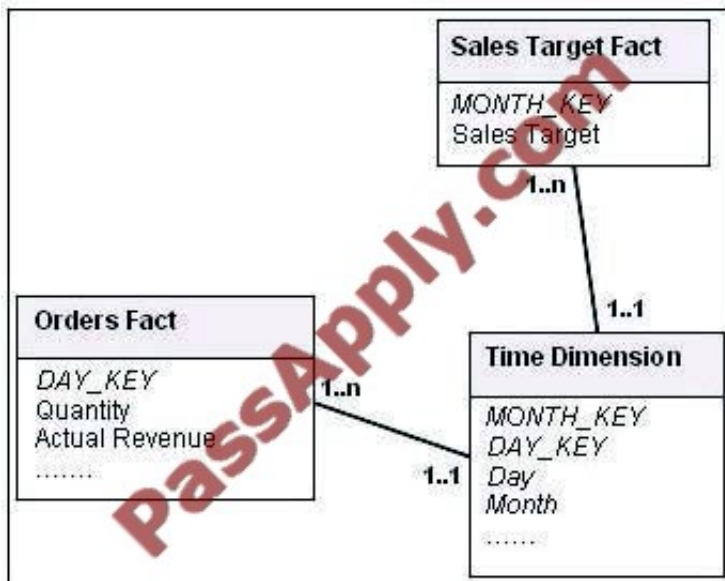 Sales Target Fact
MONTH_KEY
Sales Target
1..n
1..1
Orders Fact
DAY_KEY
Quantity
Actual Revenue
.......
1..n
1..1
Time Dimension
MONTH_KEY
DAY_KEY
Day
Month
......
PassApply.com